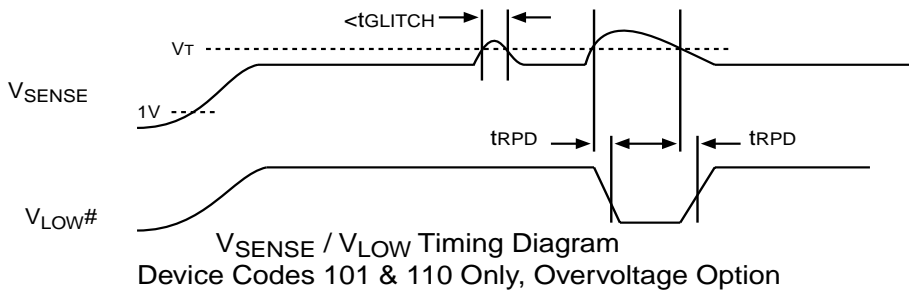 <tGLITCH
VT
VSENSE
1V
tRPD
tRPD
VLOW#
VSENSE / VLOW Timing Diagram
Device Codes 101 & 110 Only, Overvoltage Option